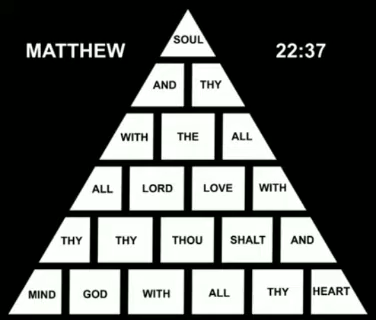 SOUL
MATTHEW 22:37
AND THY
WITH THE ALL
ALL LORD LOVE WITH
THY THY THOU SHALT AND
MIND GOD WITH ALL THY HEART